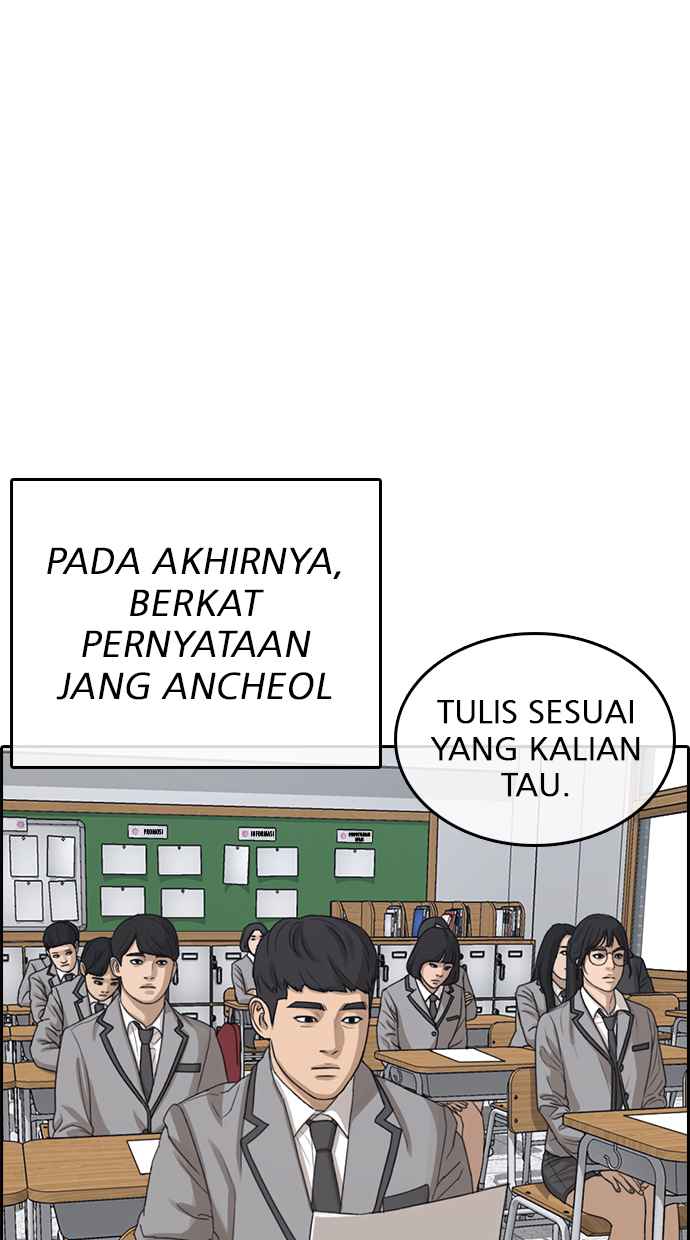 PADA AKHIRNYA,
BERKAT
PERNYATAAN
JANG ANCHEOL
TULIS SESUAI
YANG KALIAN
TAU.
PROMOSI
INFORMASI